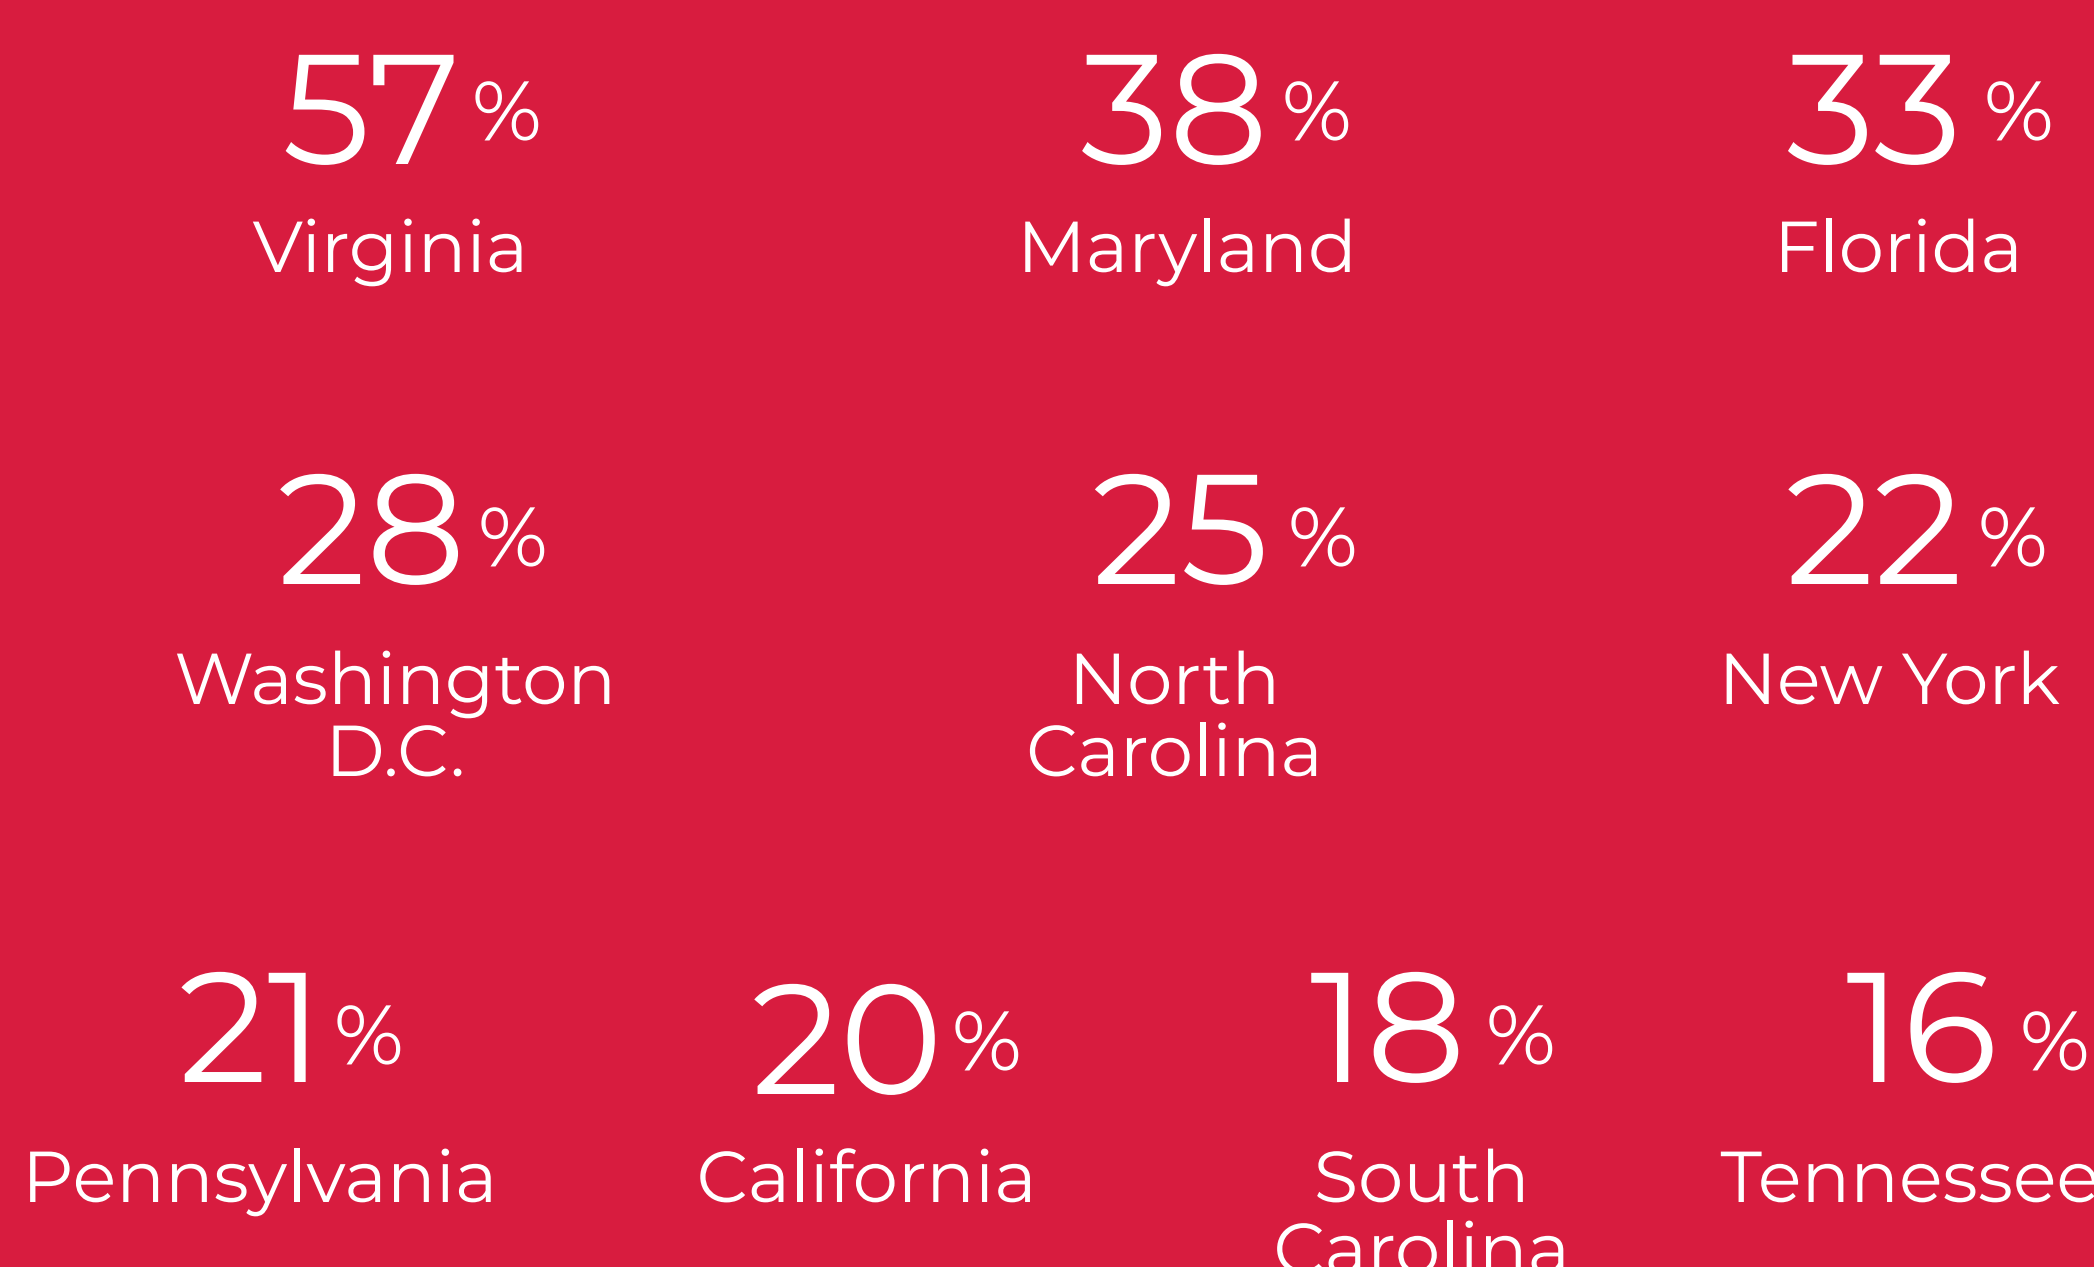 57%
38%
33%
Virginia
Maryland
Florida
28%
25%
22%
Washington
D.C.
North
Carolina
New York
21%
20%
18%
16%
Pennsylvania
California
South
Carolina
Tennessee